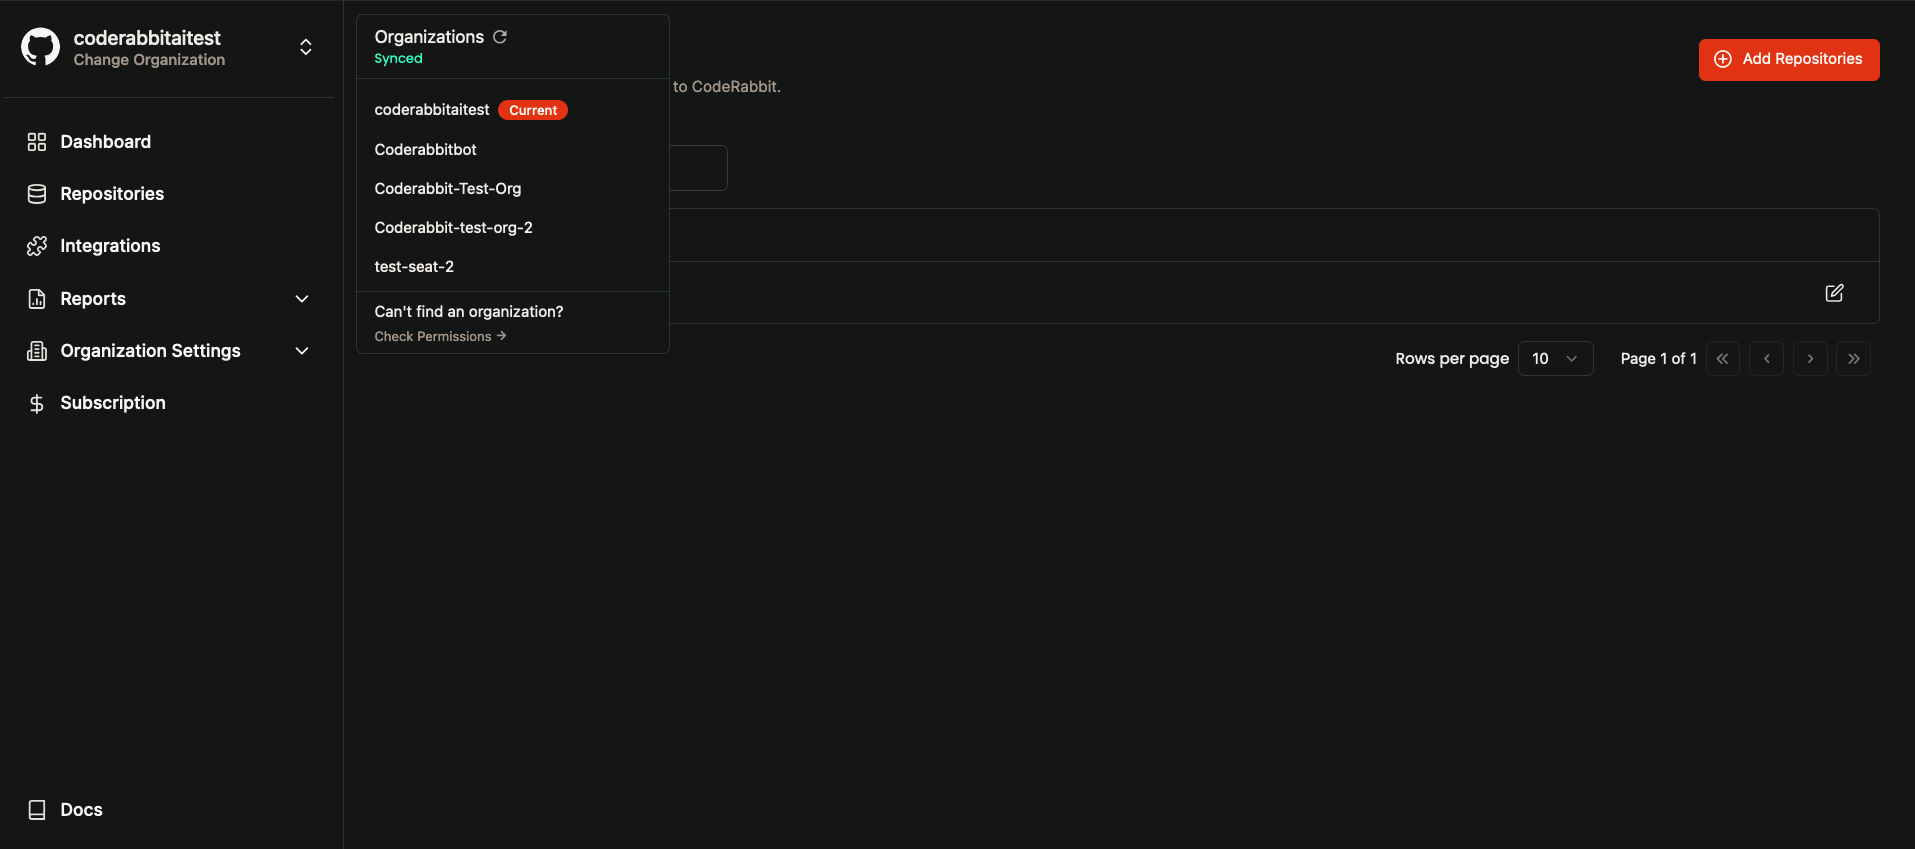 coderabbitaitest
Change Organization
Dashboard
Repositories
Integrations
Reports
Organization Settings
Subscription
Docs
Organizations
Synced
coderabbitaitest Current
Coderabbitbot
Coderabbit-Test-Org
Coderabbit-test-org-2
test-seat-2
Can't find an organization?
Check Permissions →
to CodeRabbit.
Add Repositories
Rows per page 10 Page 1 of 1